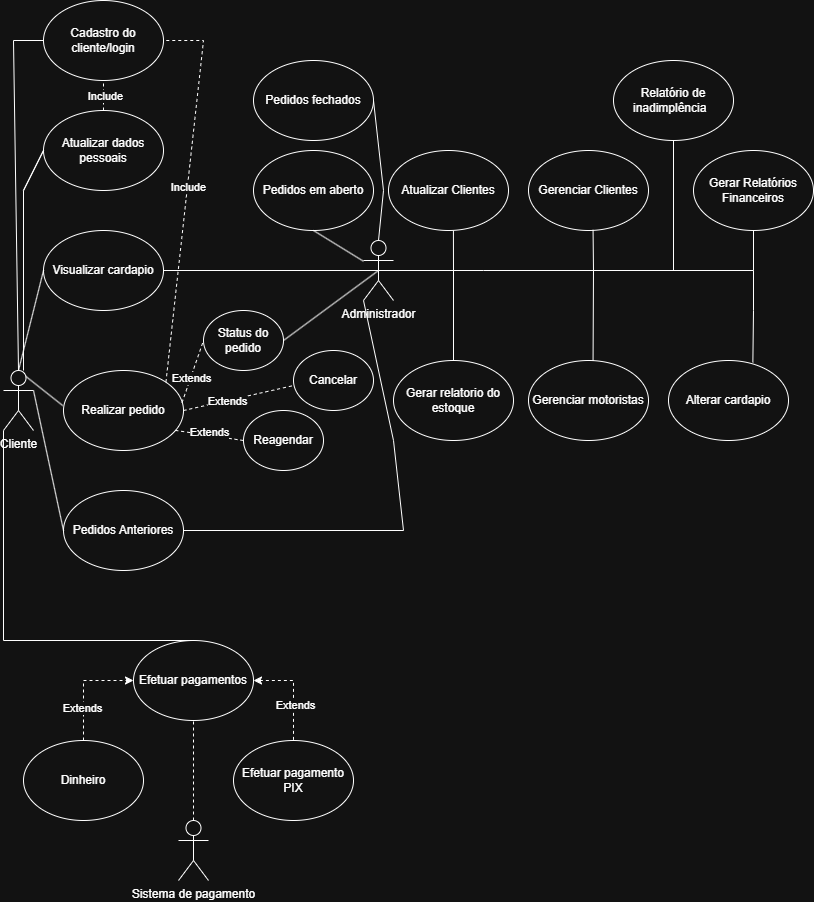 Cadastro do
cliente/login
Include
Atualizar dados
pessoais
Include
Pedidos fechados
Relatório de
inadimplência
Pedidos em aberto
Atualizar Clientes
Gerenciar Clientes
Gerar Relatórios
Financeiros
Visualizar cardapio
Administrador
Status do
pedido
Extends
Cancelar
Extends
Realizar pedido
Extends
Reagendar
Gerar relatorio do
estoque
Gerenciar motoristas
Alterar cardapio
Cliente
Pedidos Anteriores
Efetuar pagamentos
Extends
Extends
Dinheiro
Efetuar pagamento
PIX
Sistema de pagamento